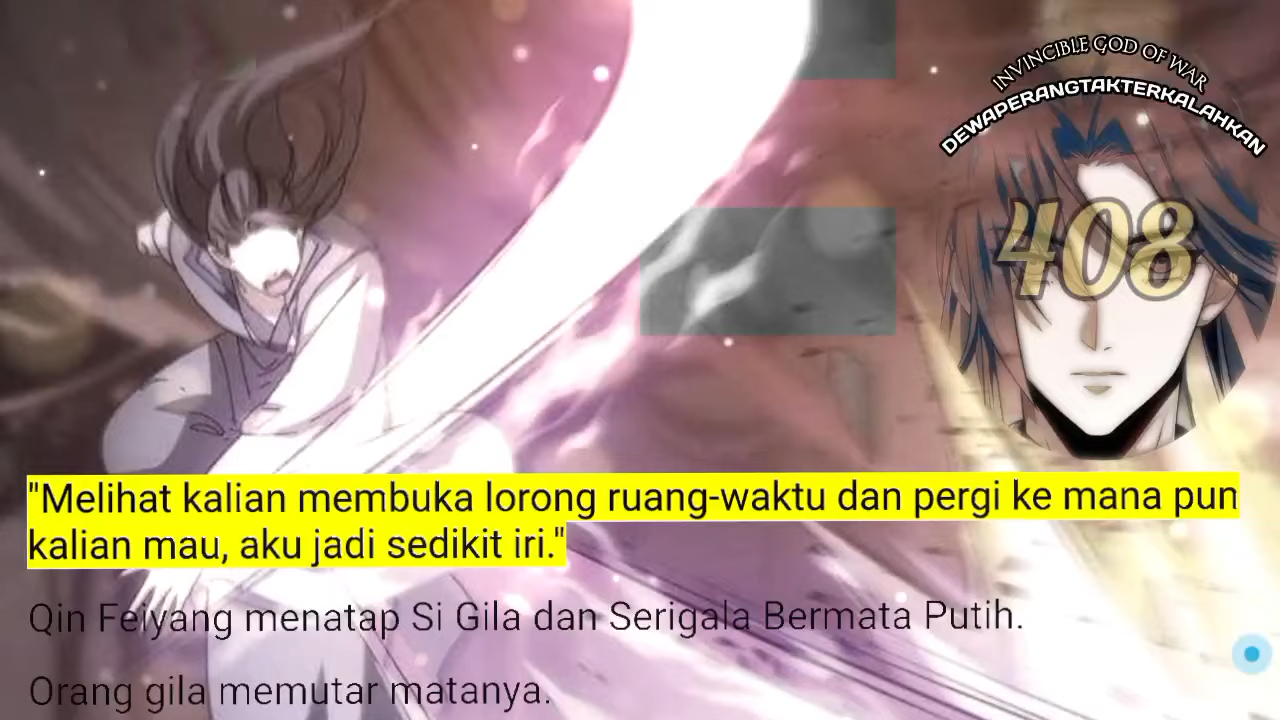 INVINCIBLE GOD OF WAR
DEWAPERANGTAKTERKALAHKAN
408
"Melihat kalian membuka lorong ruang-waktu dan pergi ke mana pun
kalian mau, aku jadi sedikit iri."
Qin Feiyang menatap Si Gila dan Serigala Bermata Putih.
Orang gila memutar matanya.